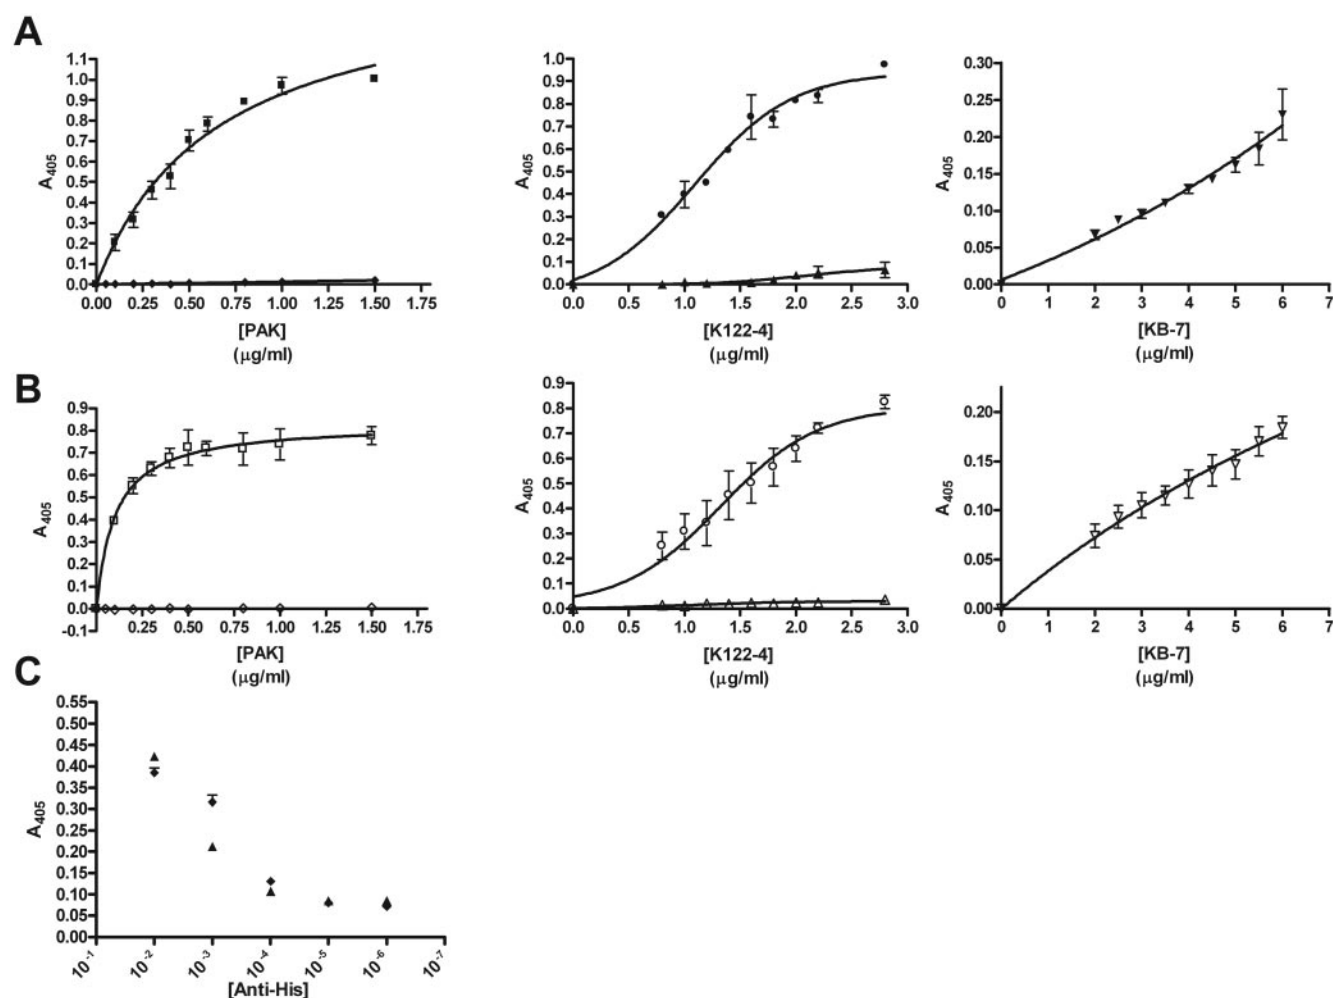 A
1.1
1.0
0.9
0.8
0.7
0.6
0.5
0.4
0.3
0.2
0.1
0.0
A405
0.00 0.25 0.50 0.75 1.00 1.25 1.50 1.75
[PAK]
(μg/ml)
1.0
0.9
0.8
0.7
0.6
0.5
0.4
0.3
0.2
0.1
0.0
A405
0.0 0.5 1.0 1.5 2.0 2.5 3.0
[K122-4]
(μg/ml)
0.30
0.25
0.20
0.15
0.10
0.05
0.00
A405
0 1 2 3 4 5 6 7
[KB-7]
(μg/ml)
B
0.9
0.8
0.7
0.6
0.5
0.4
0.3
0.2
0.1
0.0
-0.1
A405
0.00 0.25 0.50 0.75 1.00 1.25 1.50 1.75
[PAK]
(μg/ml)
0.9
0.8
0.7
0.6
0.5
0.4
0.3
0.2
0.1
0.0
A405
0.0 0.5 1.0 1.5 2.0 2.5 3.0
[K122-4]
(μg/ml)
0.20
0.15
0.10
0.05
0.00
A405
0 1 2 3 4 5 6 7
[KB-7]
(μg/ml)
C
0.55
0.50
0.45
0.40
0.35
0.30
0.25
0.20
0.15
0.10
0.05
0.00
A405
10-1 10-2 10-3 10-4 10-5 10-6 10-7
[Anti-His]